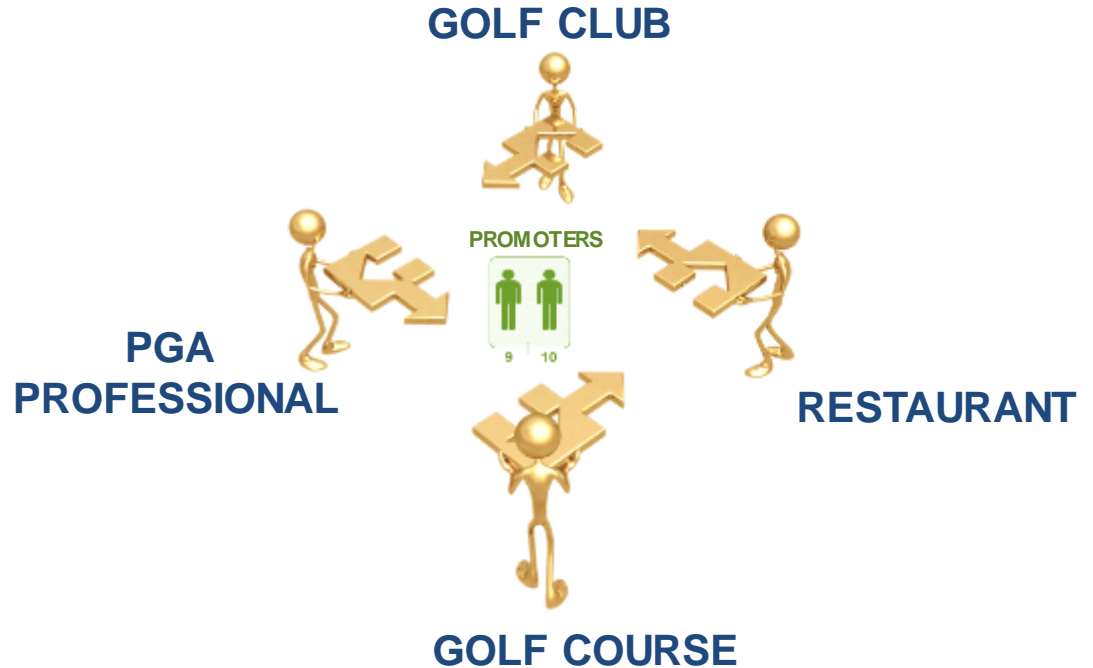 GOLF CLUB
PROMOTERS
9 10
PGA
PROFESSIONAL
RESTAURANT
GOLF COURSE